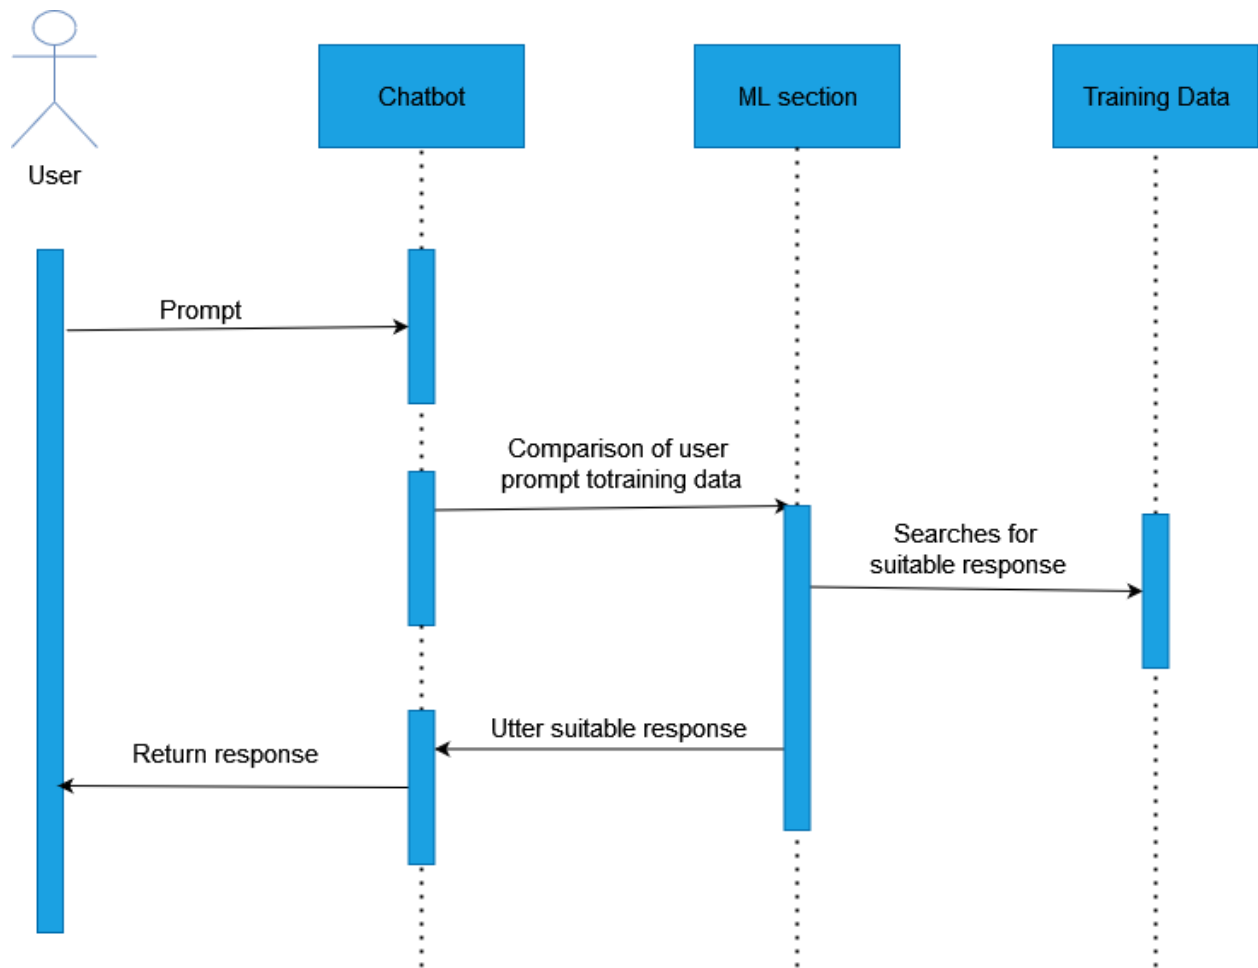 Chatbot
ML section
Training Data
User
Prompt
Comparison of user
prompt totraining data
Searches for
suitable response
Utter suitable response
Return response